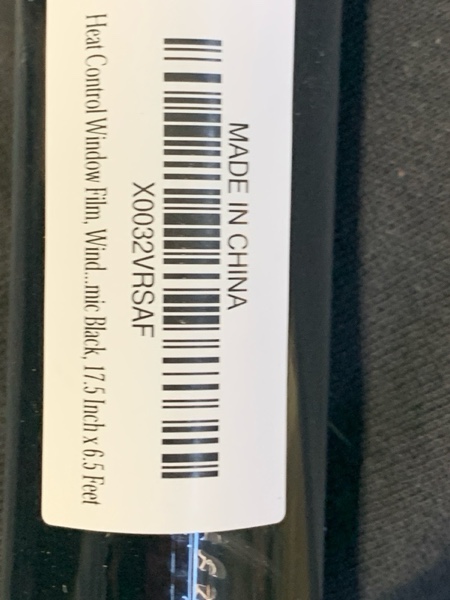 MADE IN CHINA
X0032VRSAF
Heat Control Window Film, Wind...mic Black, 17.5 Inch x 6.5 Feet